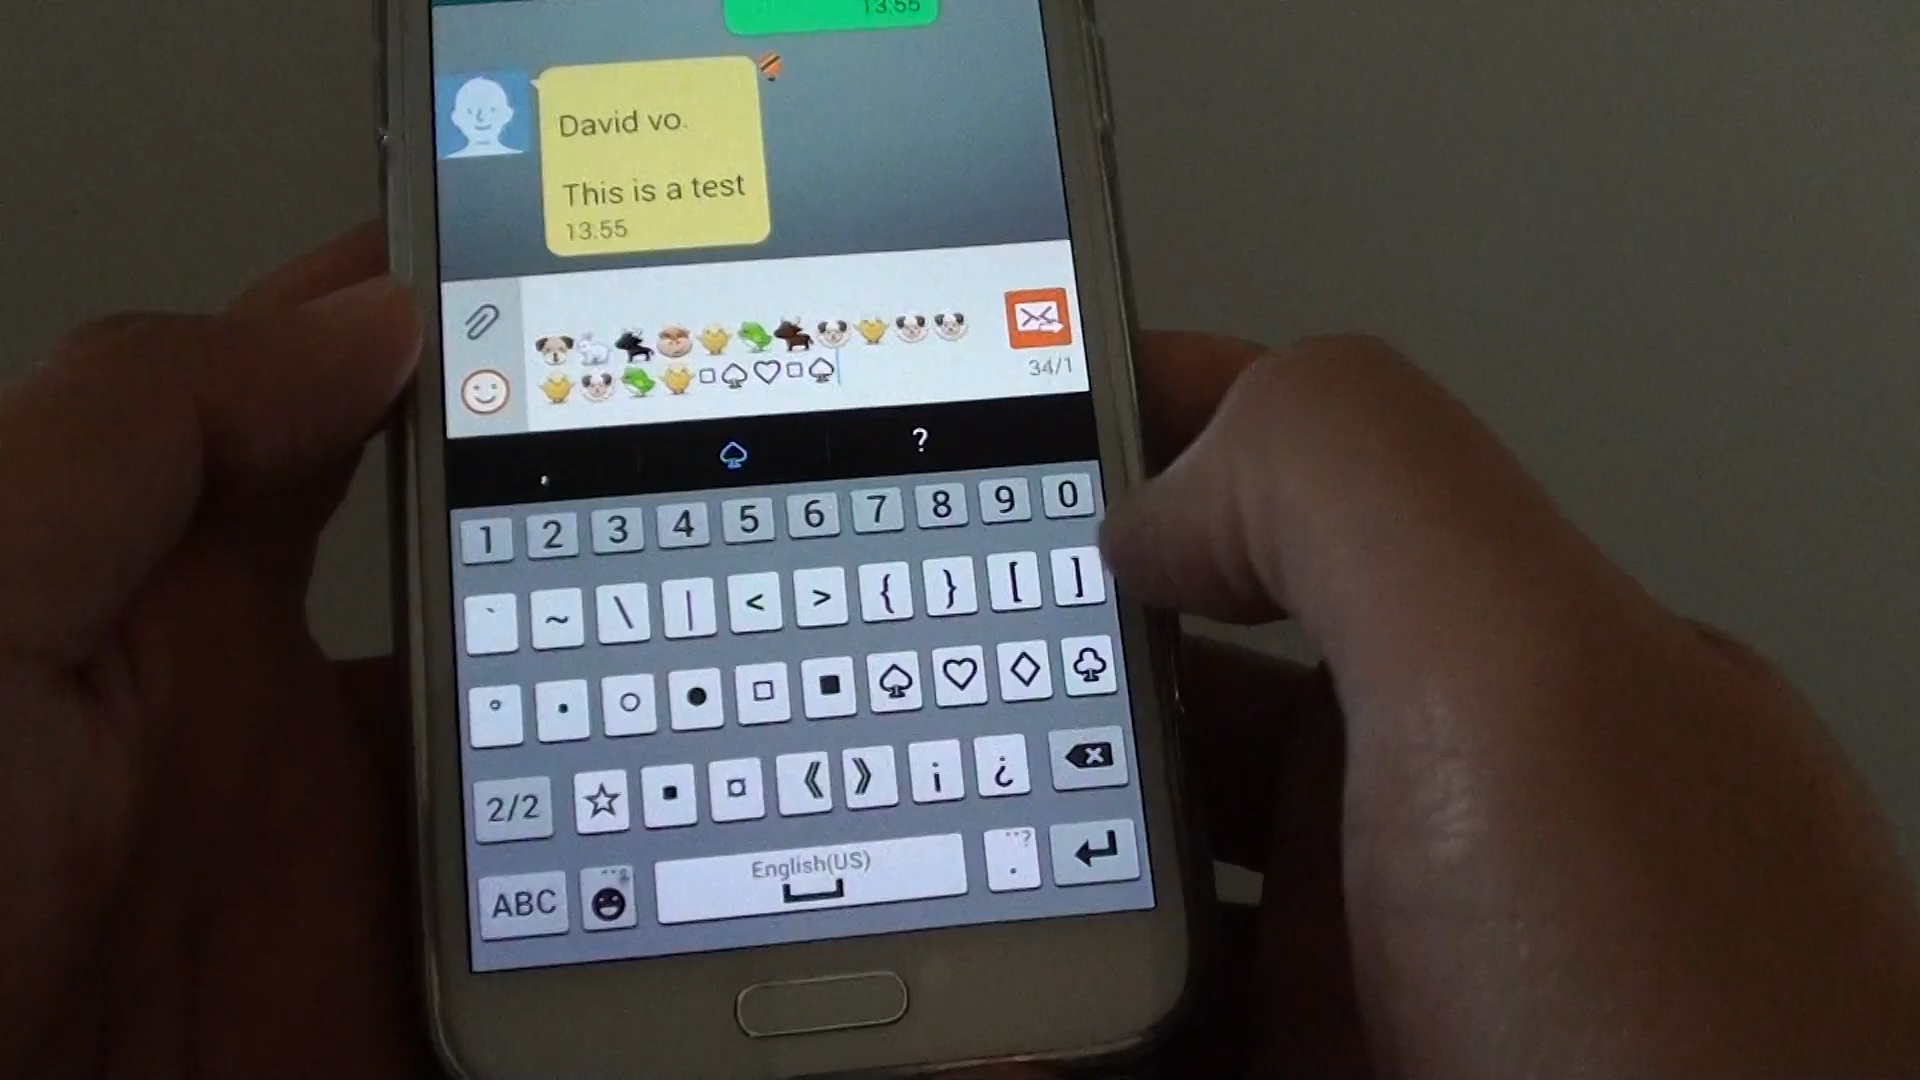 13:55
David vo.
This is a test
13:55
□♤♡□♤
34/1
, ♤ ?
1 2 3 4 5 6 7 8 9 0
` ~ \ | < > { } [ ]
° • ○ ● □ ■ ♤ ♡ ◇ ♧
2/2 ☆ ▪ ¤ 《 》 ¡ ¿
English(US)
ABC .